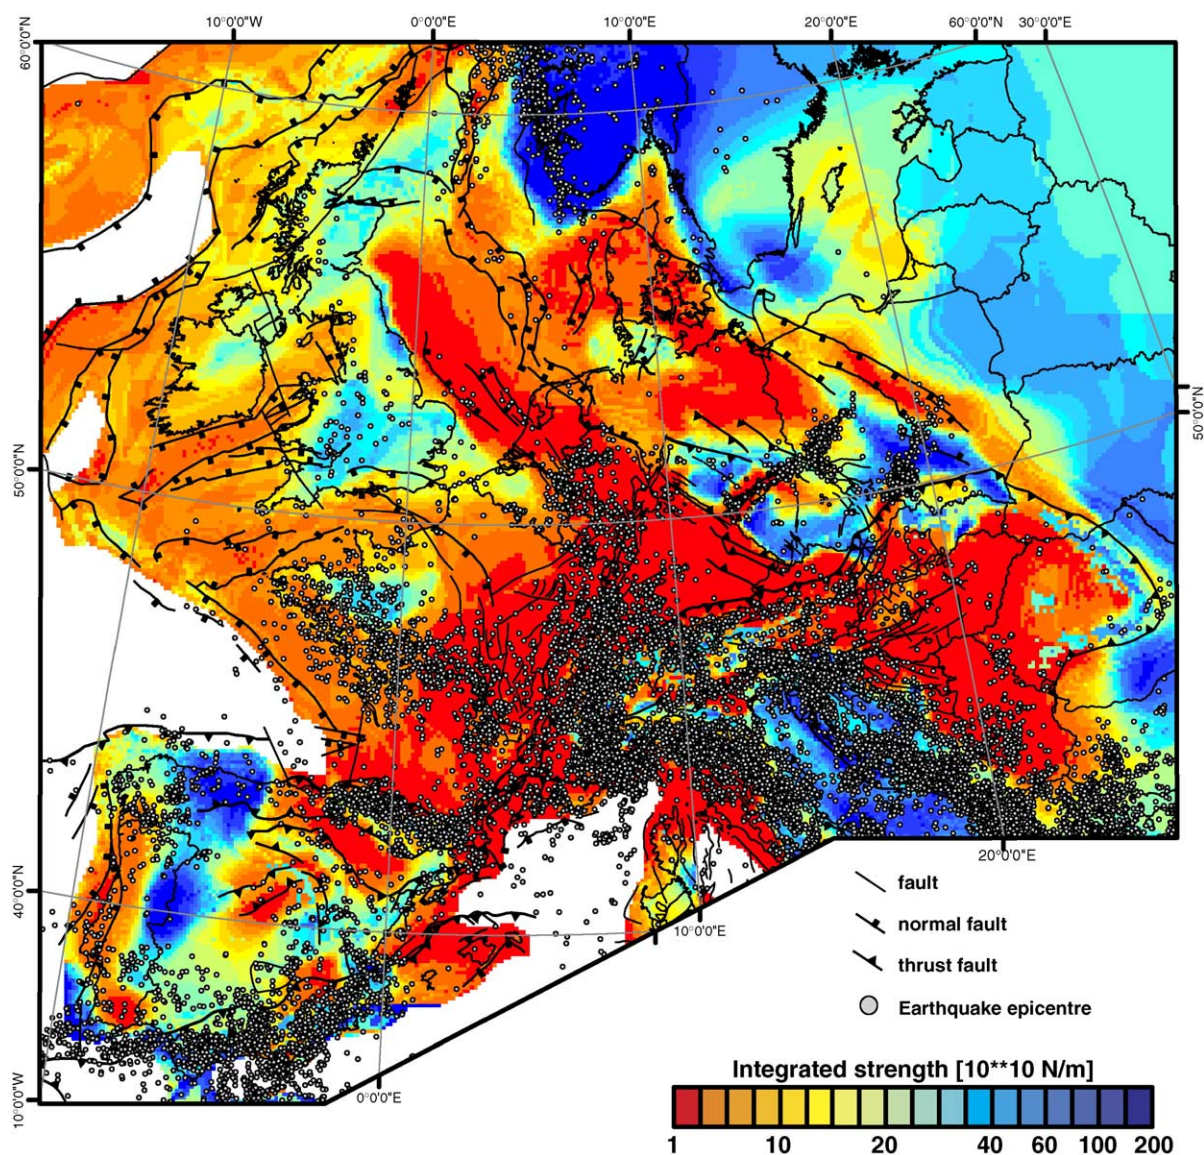 10°0'0"W 0°0'0"E 10°0'0"E 20°0'0"E 60°0'0"N 30°0'0"E
60°0'0"N
50°0'0"N
50°0'0"N
40°0'0"N
20°0'0"E
fault
10°0'0"E
normal fault
thrust fault
Earthquake epicentre
10°0'0"W
0°0'0"E
Integrated strength [10**10 N/m]
1 10 20 40 60 100 200